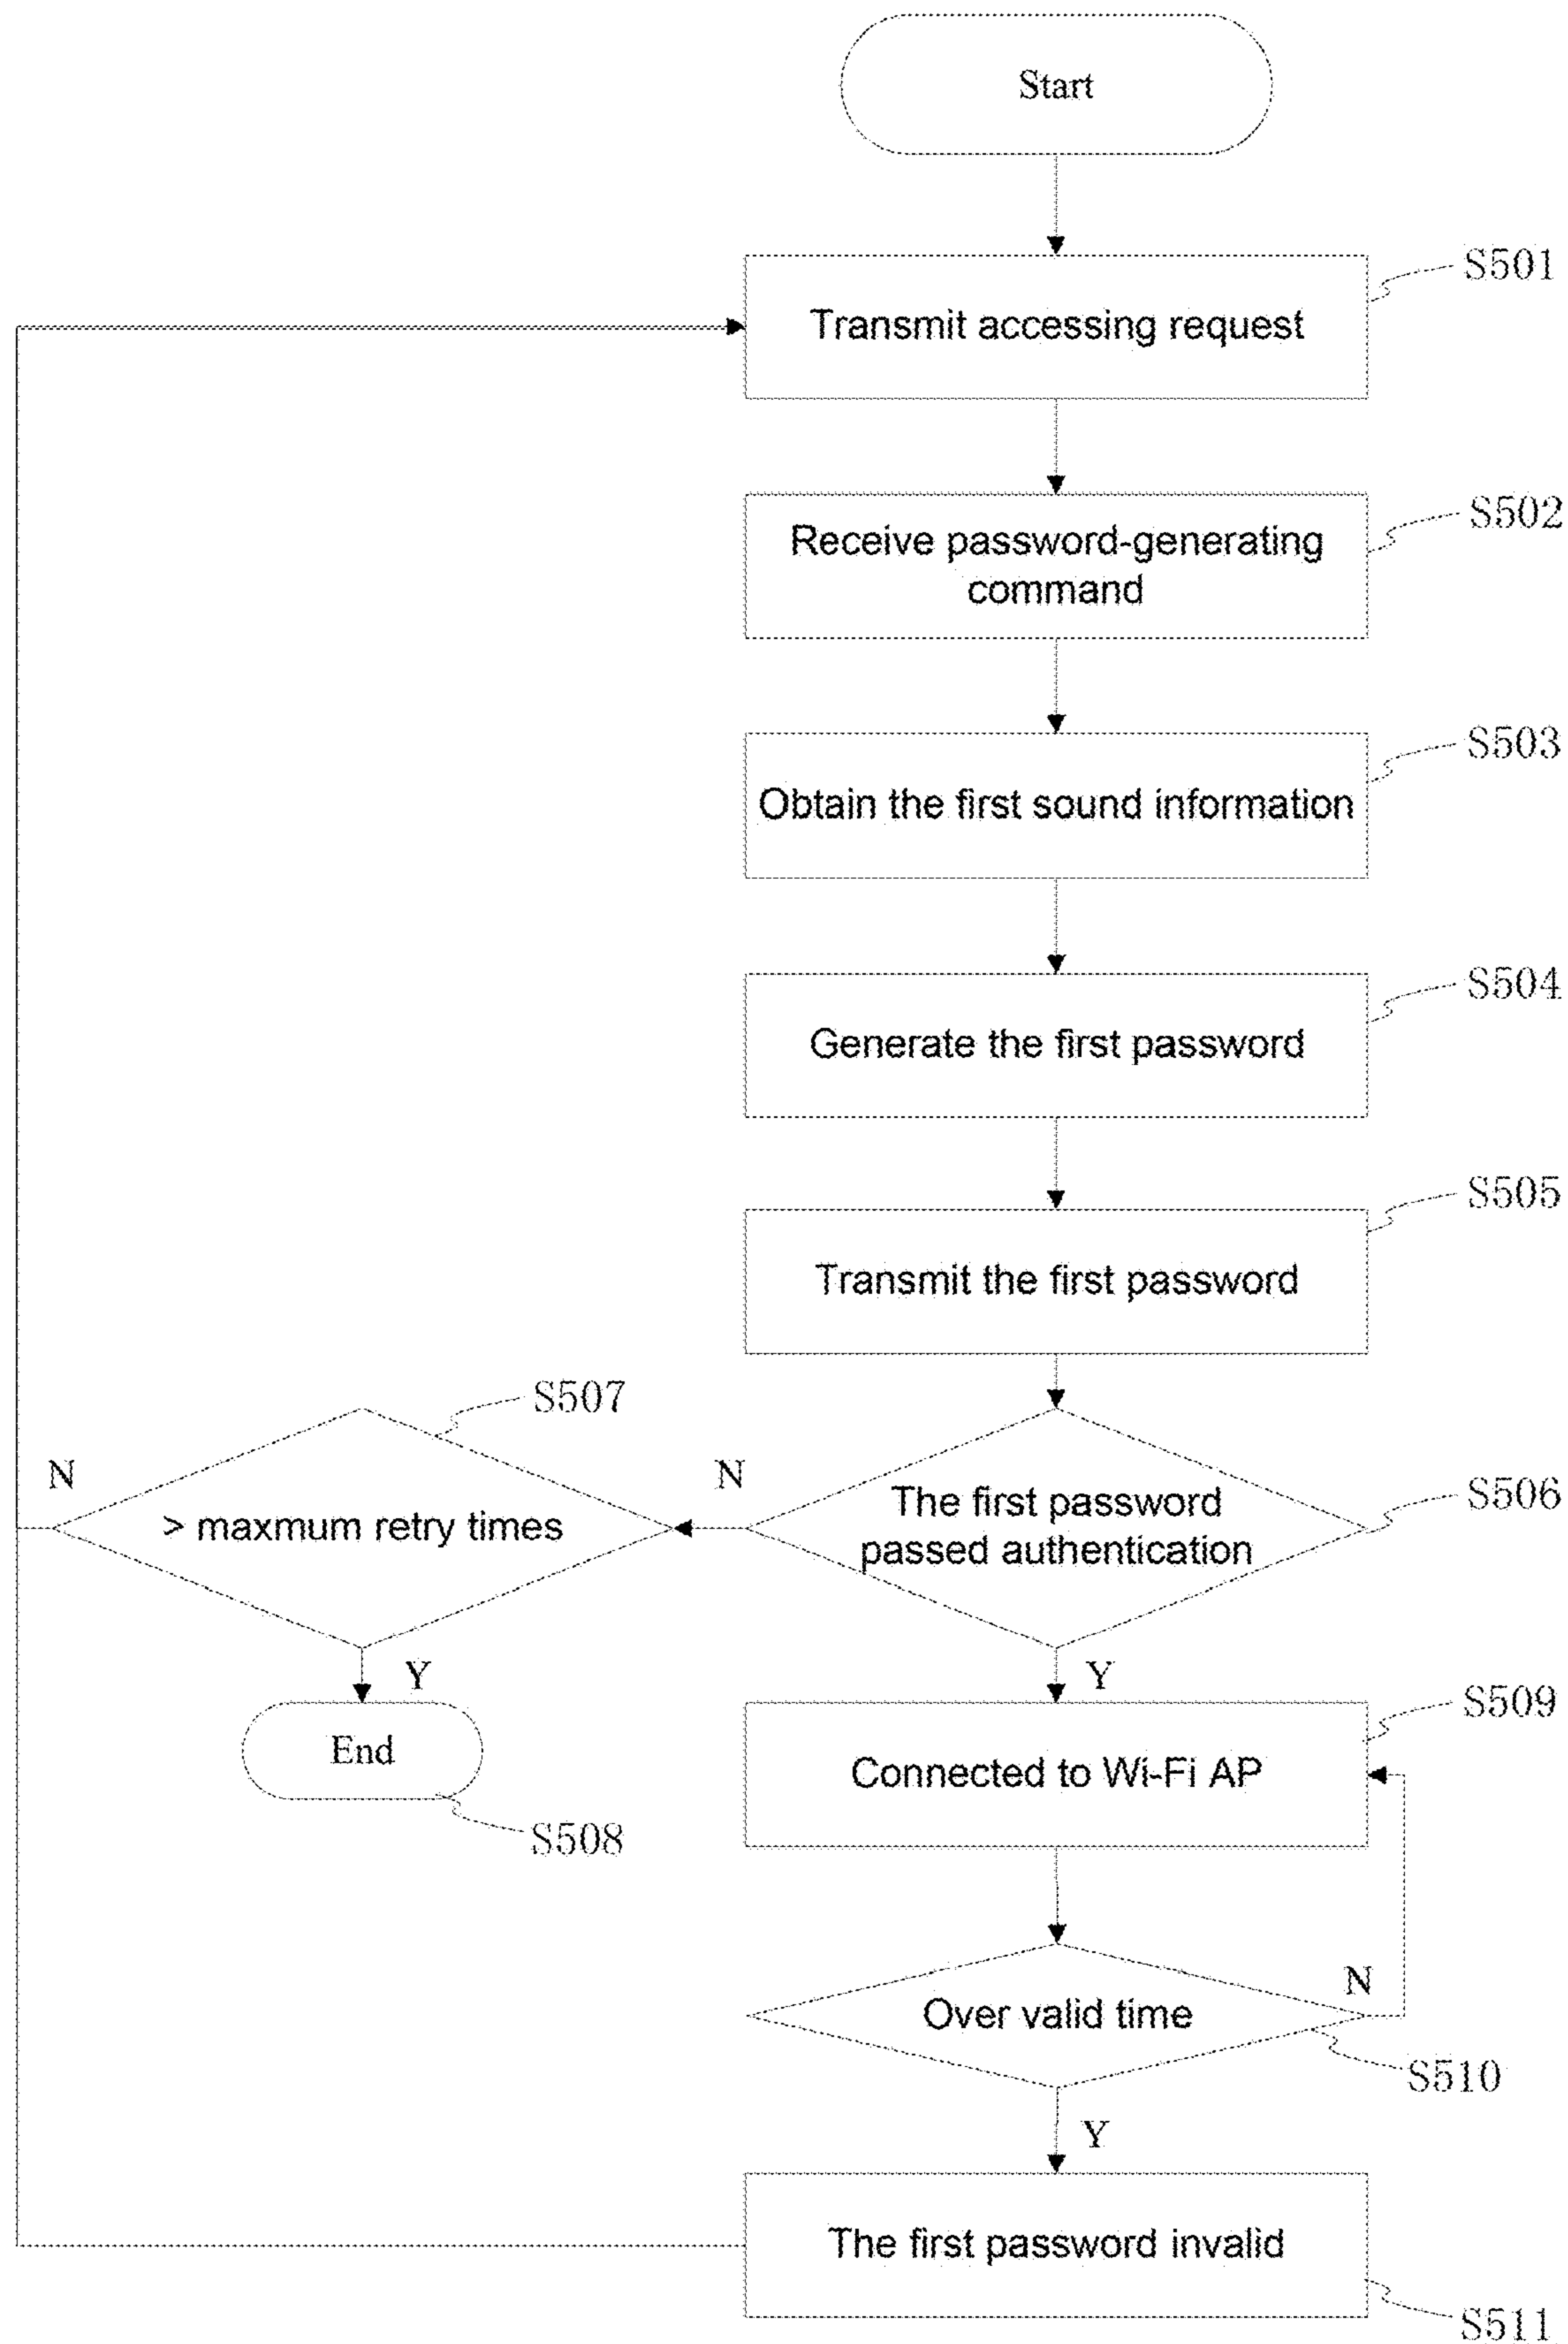 Start
S501
Transmit accessing request
S502
Receive password-generating
command
S503
Obtain the first sound information
S504
Generate the first password
S505
Transmit the first password
S507
N
N
> maxmum retry times
The first password
passed authentication
S506
Y
Y
End
S508
S509
Connected to Wi-Fi AP
N
Over valid time
S510
Y
The first password invalid
S511